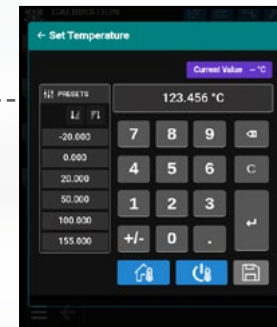 CALIBRATION
← Set Temperature
Current Value -- °C
PRESETS
123.456 °C
-20.000
0.000
20.000
50.000
100.000
155.000
7 8 9
4 5 6 C
1 2 3
+/- 0 .